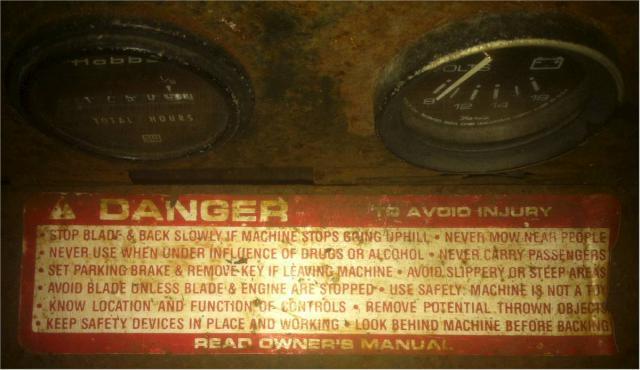 Hobbs
TOTAL HOURS
VOLTS
8 12 14 18
DANGER TO AVOID INJURY
• STOP BLADE & BACK SLOWLY IF MACHINE STOPS GOING UPHILL • NEVER MOW NEAR PEOPLE
• NEVER USE WHEN UNDER INFLUENCE OF DRUGS OR ALCOHOL • NEVER CARRY PASSENGERS
• SET PARKING BRAKE & REMOVE KEY IF LEAVING MACHINE • AVOID SLIPPERY OR STEEP AREAS
• AVOID BLADE UNLESS BLADE & ENGINE ARE STOPPED • USE SAFELY: MACHINE IS NOT A TOY
• KNOW LOCATION AND FUNCTION OF CONTROLS • REMOVE POTENTIAL THROWN OBJECTS
• KEEP SAFETY DEVICES IN PLACE AND WORKING • LOOK BEHIND MACHINE BEFORE BACKING
READ OWNER'S MANUAL